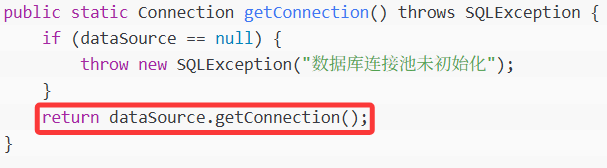 public static Connection getConnection() throws SQLException {
    if (dataSource == null) {
        throw new SQLException("数据库连接池未初始化");
    }
    return dataSource.getConnection();
}